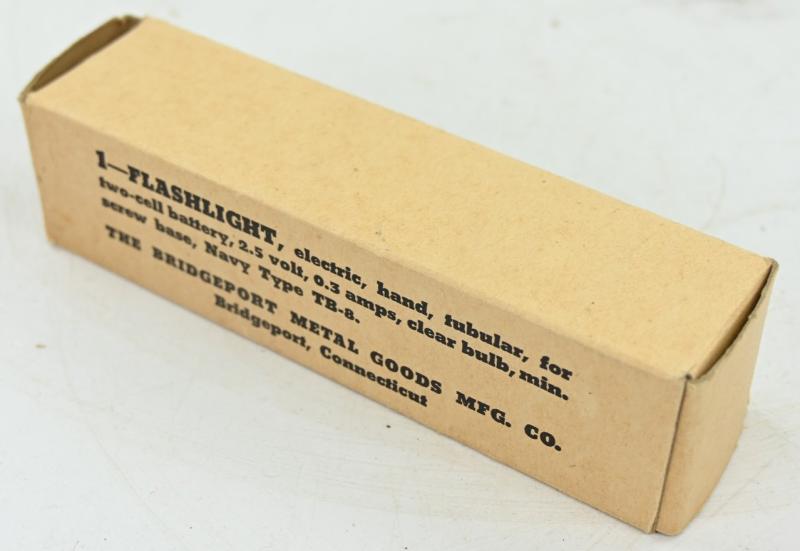 1—FLASHLIGHT, electric, hand, tubular, for
two-cell battery, 2.5 volt, 0.3 amps, clear bulb, min.
screw base, Navy Type TB-8.
THE BRIDGEPORT METAL GOODS MFG. CO.
Bridgeport, Connecticut